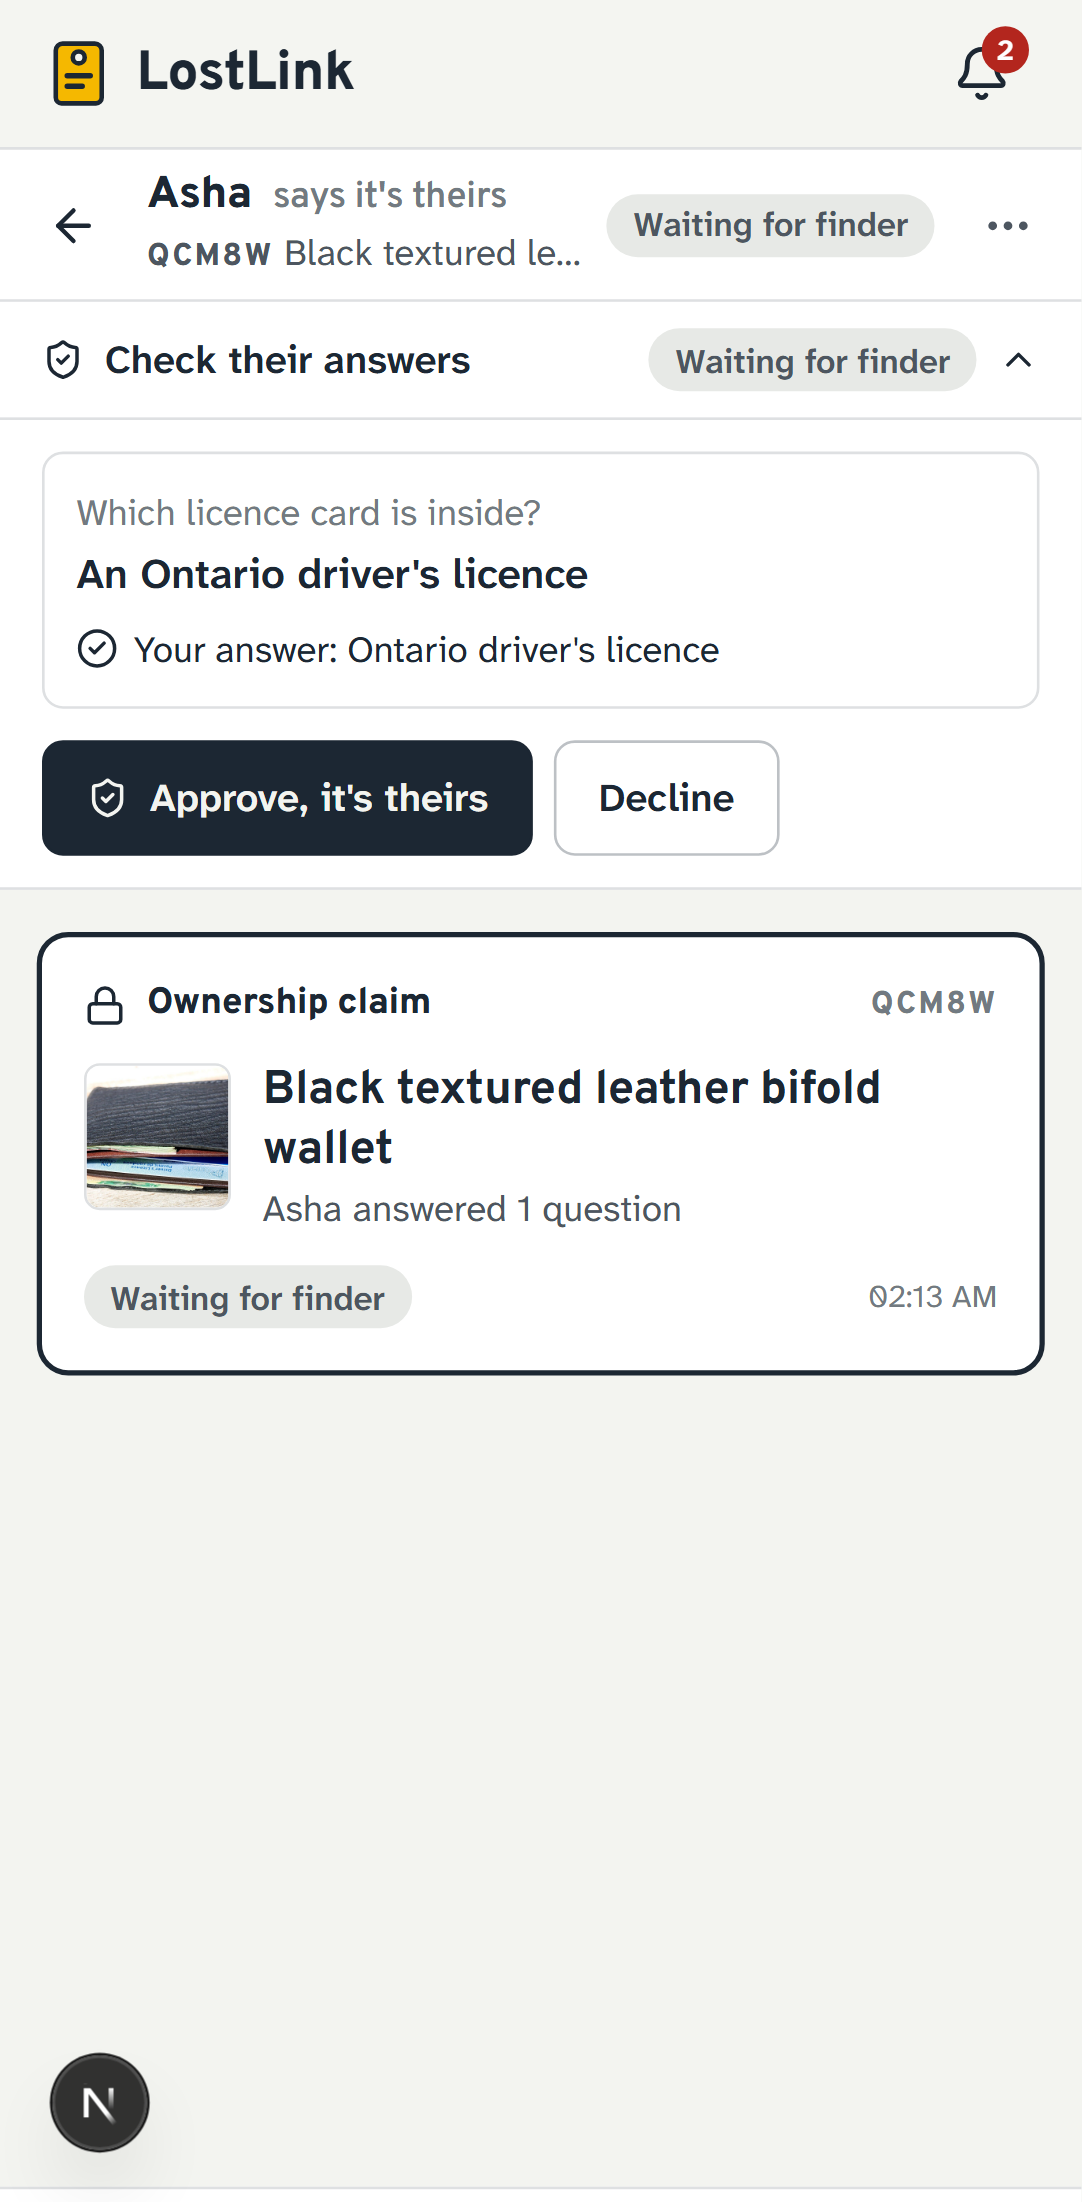 LostLink
2
Asha says it's theirs
QCM8W Black textured le...
Waiting for finder
Check their answers
Waiting for finder
Which licence card is inside?
An Ontario driver's licence
Your answer: Ontario driver's licence
Approve, it's theirs
Decline
Ownership claim
QCM8W
Black textured leather bifold
wallet
Asha answered 1 question
Waiting for finder
02:13 AM
N